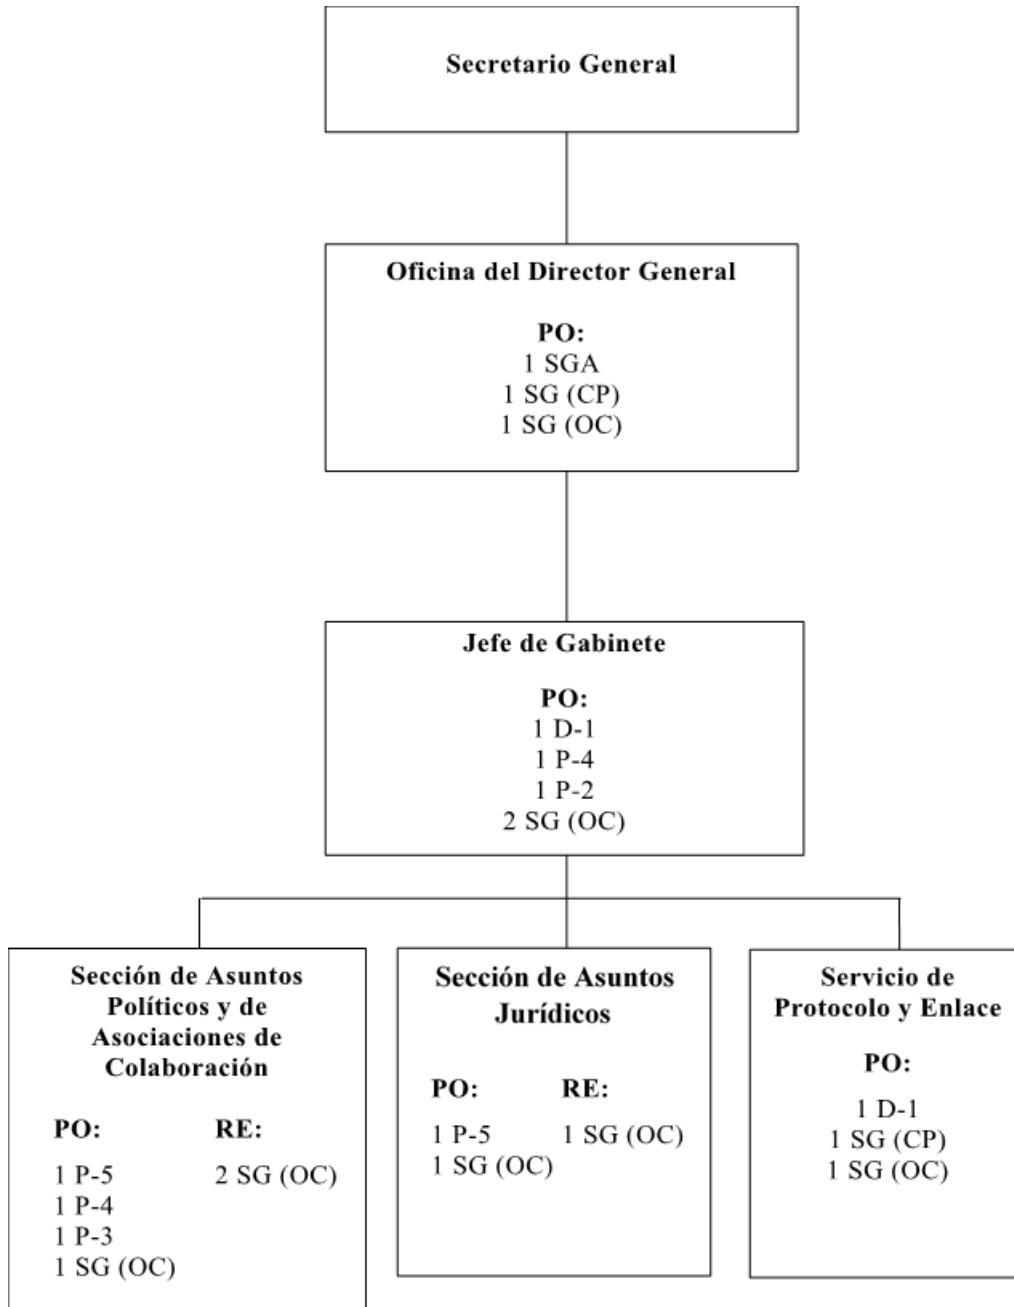 Secretario General
Oficina del Director General
PO:
1 SGA
1 SG (CP)
1 SG (OC)
Jefe de Gabinete
PO:
1 D-1
1 P-4
1 P-2
2 SG (OC)
Sección de Asuntos
Políticos y de
Asociaciones de
Colaboración
PO:
1 P-5
1 P-4
1 P-3
1 SG (OC)
RE:
2 SG (OC)
Sección de Asuntos
Jurídicos
PO:
1 P-5
1 SG (OC)
RE:
1 SG (OC)
Servicio de
Protocolo y Enlace
PO:
1 D-1
1 SG (CP)
1 SG (OC)